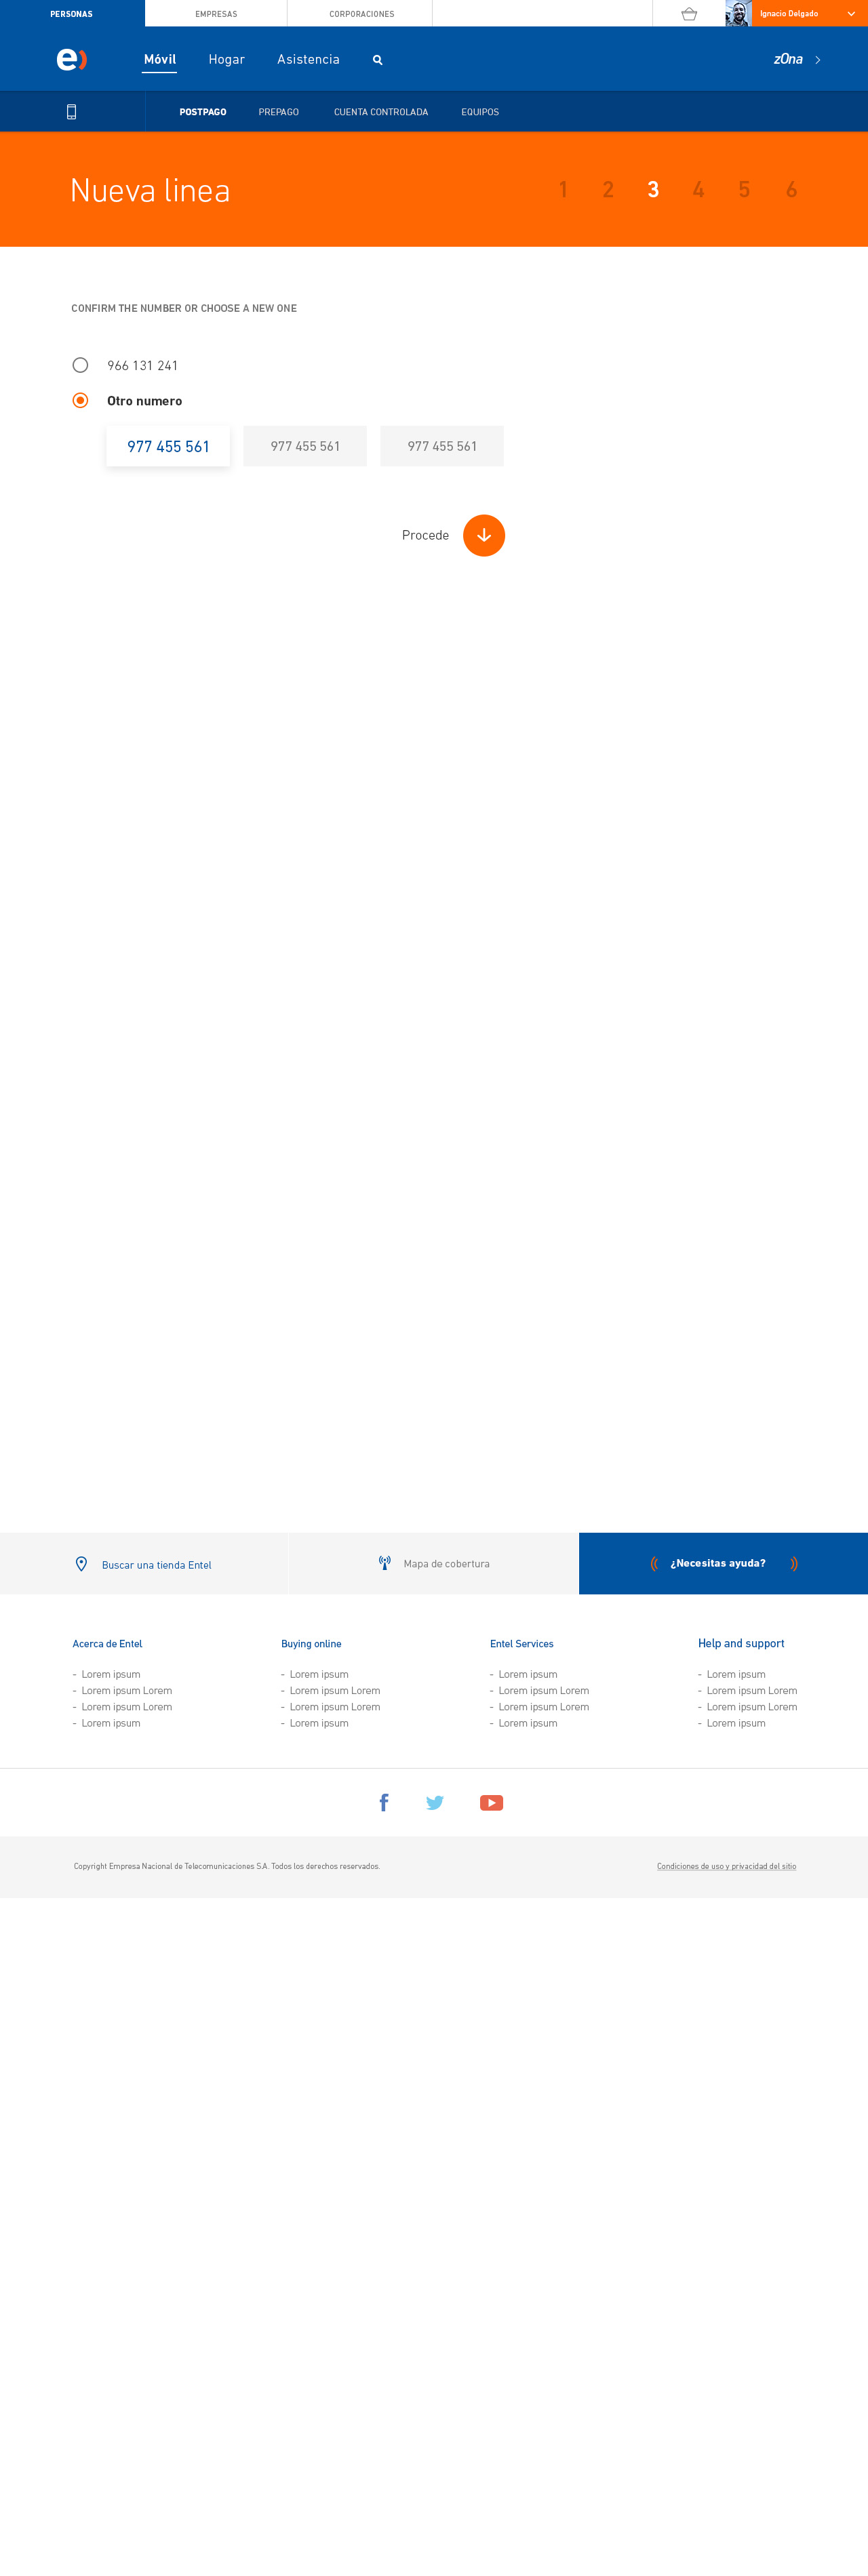 PERSONAS EMPRESAS CORPORACIONES Ignacio Delgado
e) Móvil Hogar Asistencia zOna
POSTPAGO PREPAGO CUENTA CONTROLADA EQUIPOS
Nueva linea 1 2 3 4 5 6
CONFIRM THE NUMBER OR CHOOSE A NEW ONE
966 131 241
Otro numero
977 455 561 977 455 561 977 455 561
Procede
Buscar una tienda Entel Mapa de cobertura ¿Necesitas ayuda?
Acerca de Entel Buying online Entel Services Help and support
- Lorem ipsum - Lorem ipsum - Lorem ipsum - Lorem ipsum
- Lorem ipsum Lorem - Lorem ipsum Lorem - Lorem ipsum Lorem - Lorem ipsum Lorem
- Lorem ipsum Lorem - Lorem ipsum Lorem - Lorem ipsum Lorem - Lorem ipsum Lorem
- Lorem ipsum - Lorem ipsum - Lorem ipsum - Lorem ipsum
Copyright Empresa Nacional de Telecomunicaciones S.A. Todos los derechos reservados. Condiciones de uso y privacidad del sitio